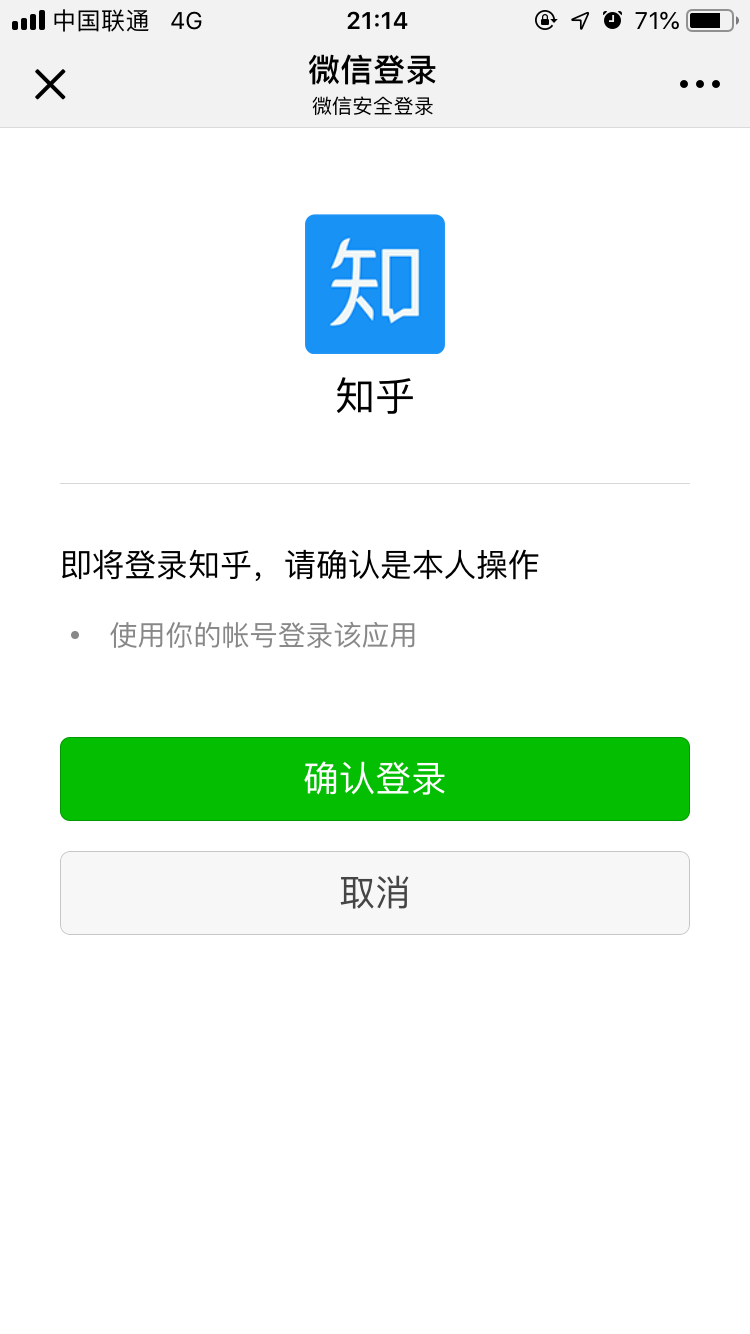 中国联通 4G 21:14 71%
微信登录
微信安全登录
知
知乎
即将登录知乎，请确认是本人操作
• 使用你的帐号登录该应用
确认登录
取消